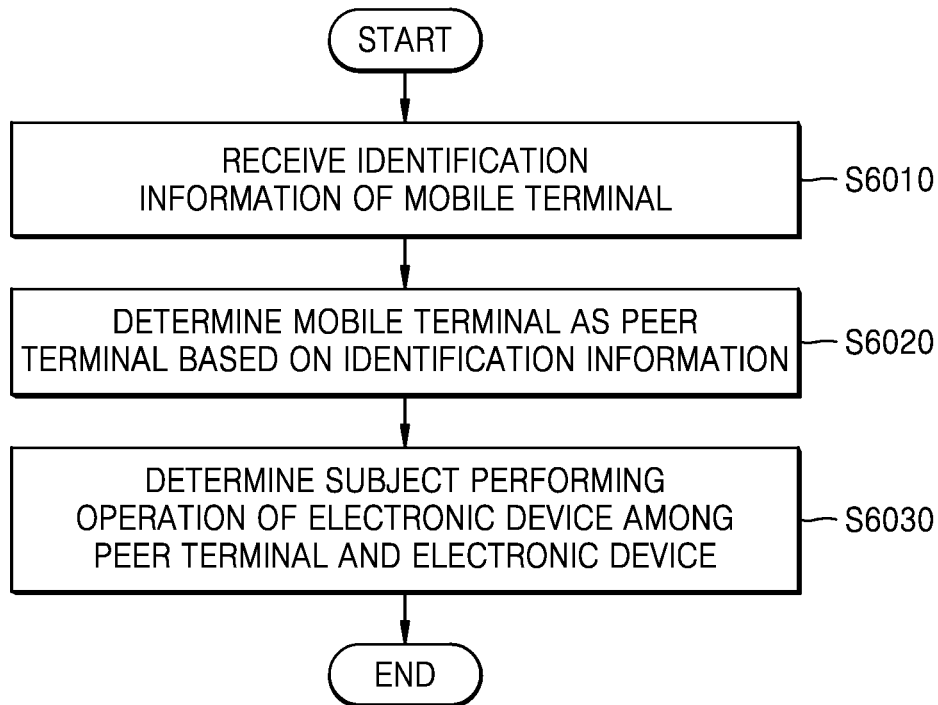 START
RECEIVE IDENTIFICATION
INFORMATION OF MOBILE TERMINAL
S6010
DETERMINE MOBILE TERMINAL AS PEER
TERMINAL BASED ON IDENTIFICATION INFORMATION
S6020
DETERMINE SUBJECT PERFORMING
OPERATION OF ELECTRONIC DEVICE AMONG
PEER TERMINAL AND ELECTRONIC DEVICE
S6030
END